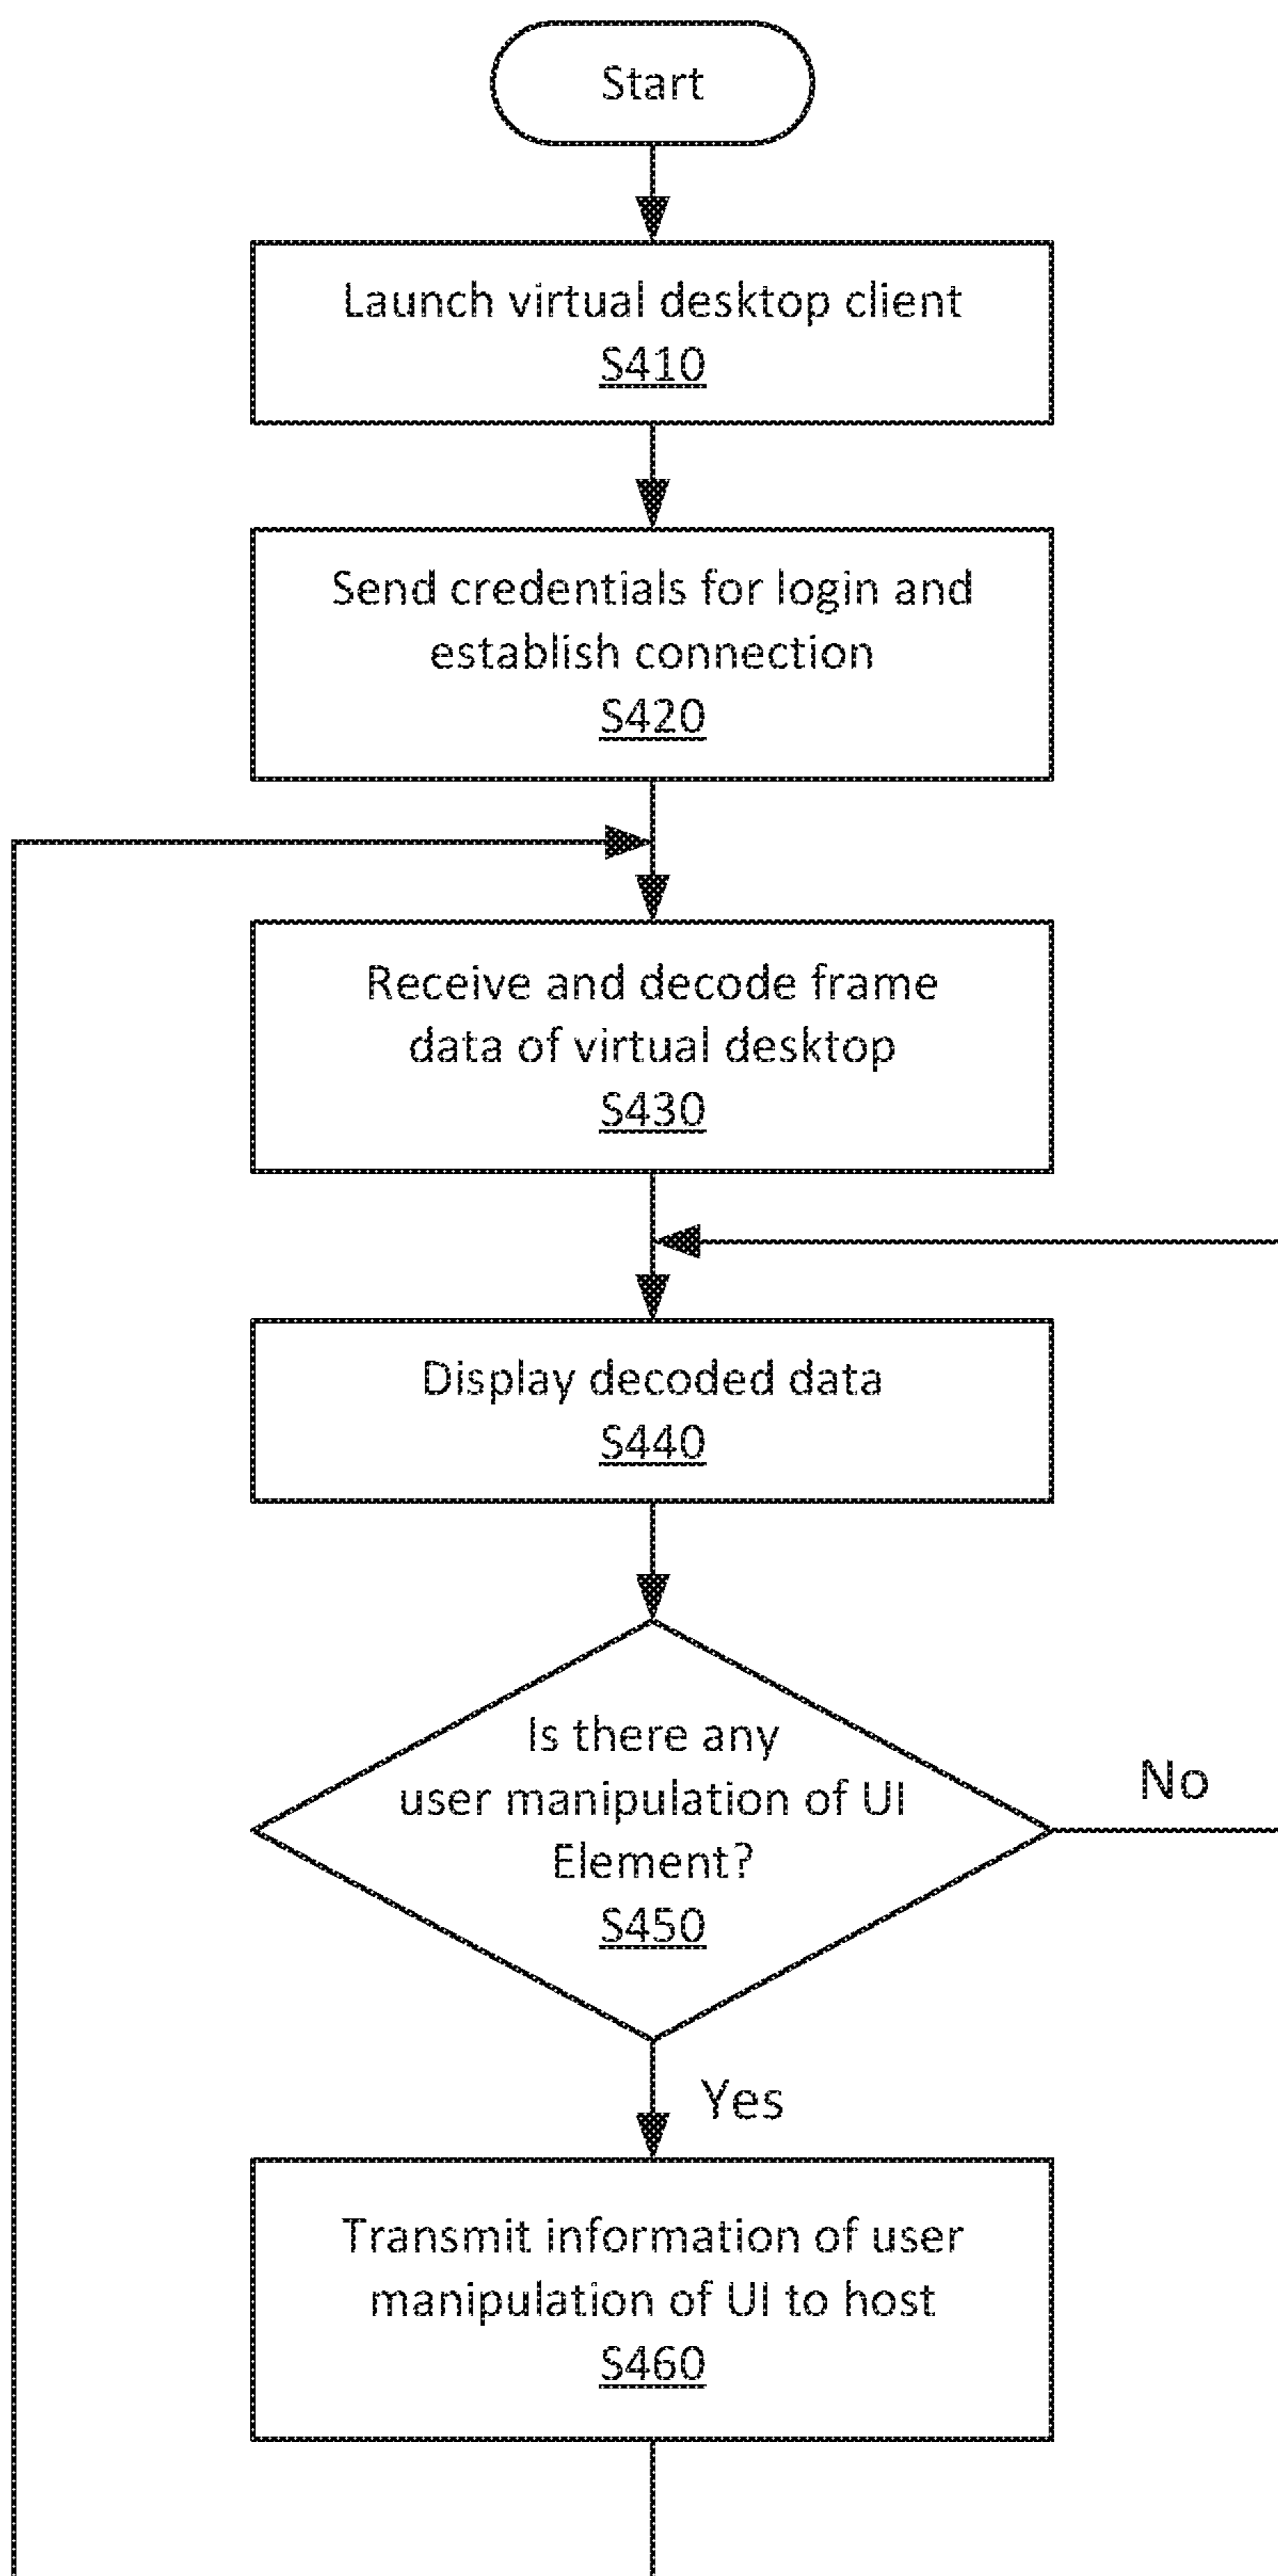 Start
Launch virtual desktop client
S410
Send credentials for login and
establish connection
S420
Receive and decode frame
data of virtual desktop
S430
Display decoded data
S440
Is there any
user manipulation of UI
Element?
S450
No
Yes
Transmit information of user
manipulation of UI to host
S460